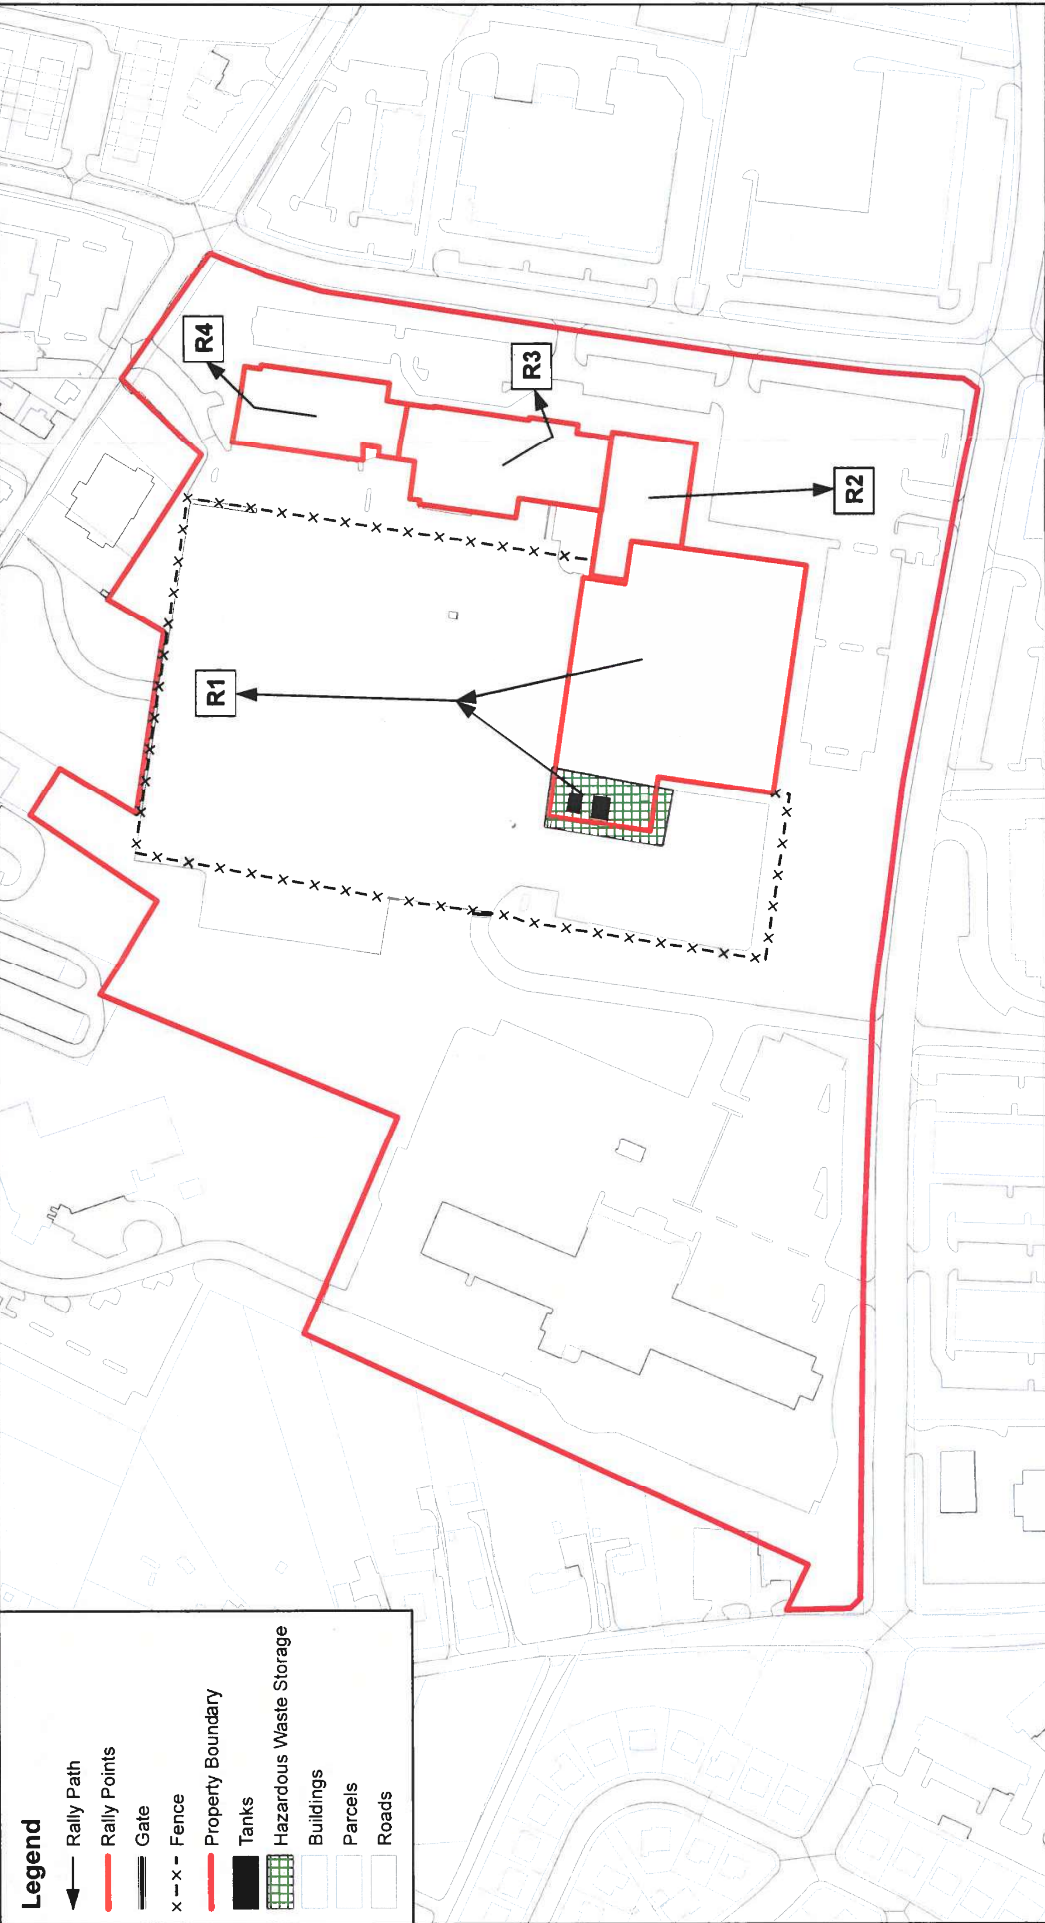 R4
R3
R2
R1
Legend
Rally Path
Rally Points
Gate
Fence
Property Boundary
Tanks
Hazardous Waste Storage
Buildings
Parcels
Roads